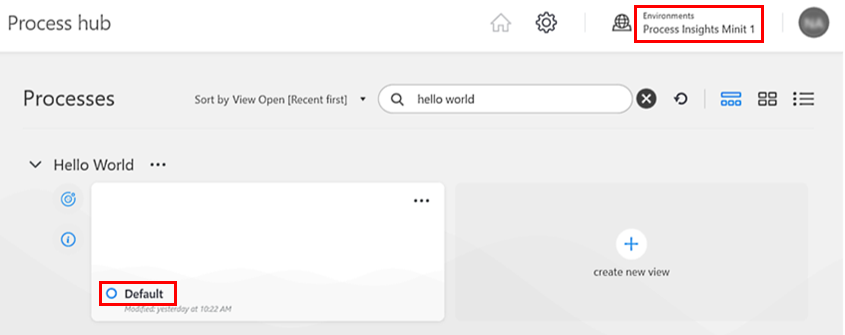 Process hub
Environments
Process Insights Minit 1
Processes
Sort by View Open [Recent first]
hello world
Hello World
Default
Modified: yesterday at 10:22 AM
create new view